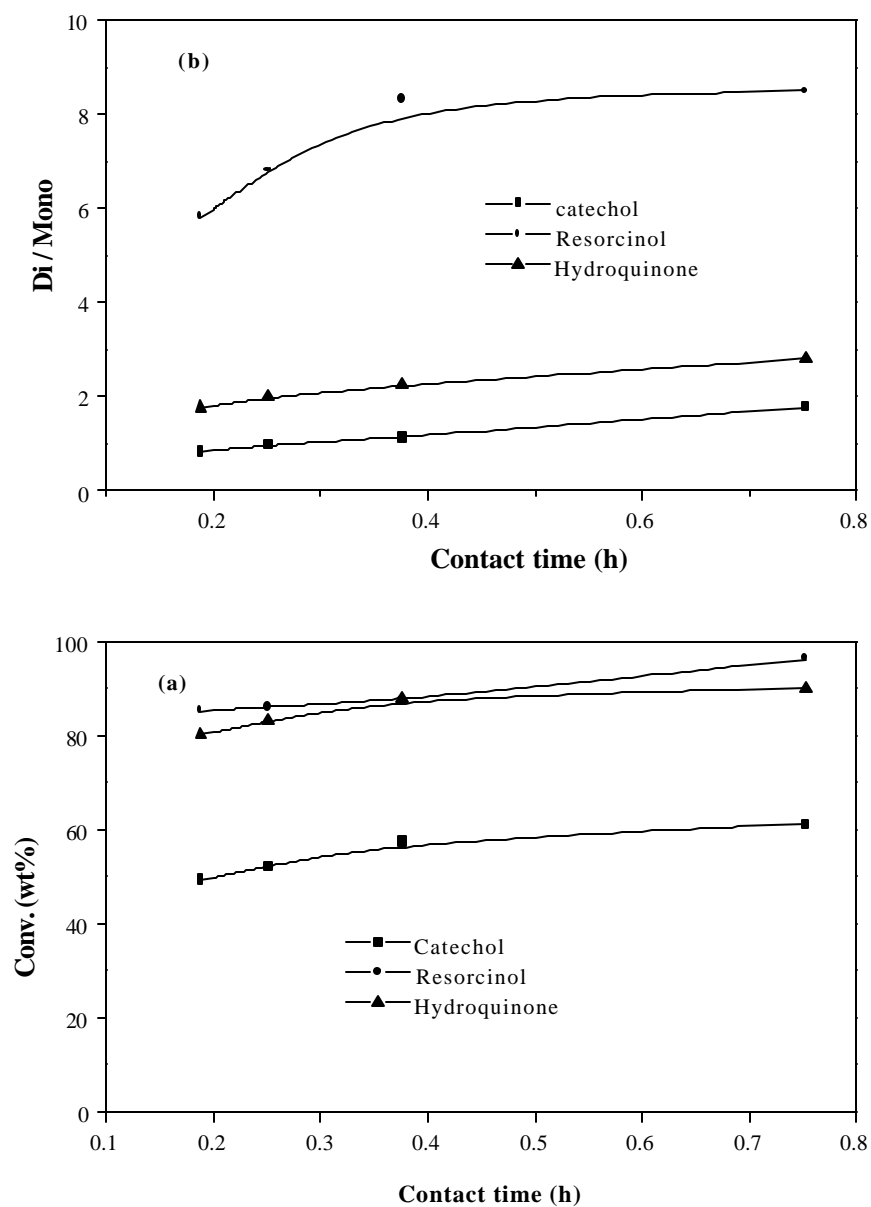 10
(b)
8
6
catechol
Resorcinol
Hydroquinone
Di / Mono
4
2
0
0.2
0.4
0.6
0.8
Contact time (h)
100
(a)
80
60
Conv. (wt%)
40
Catechol
Resorcinol
Hydroquinone
20
0
0.1
0.2
0.3
0.4
0.5
0.6
0.7
0.8
Contact time (h)